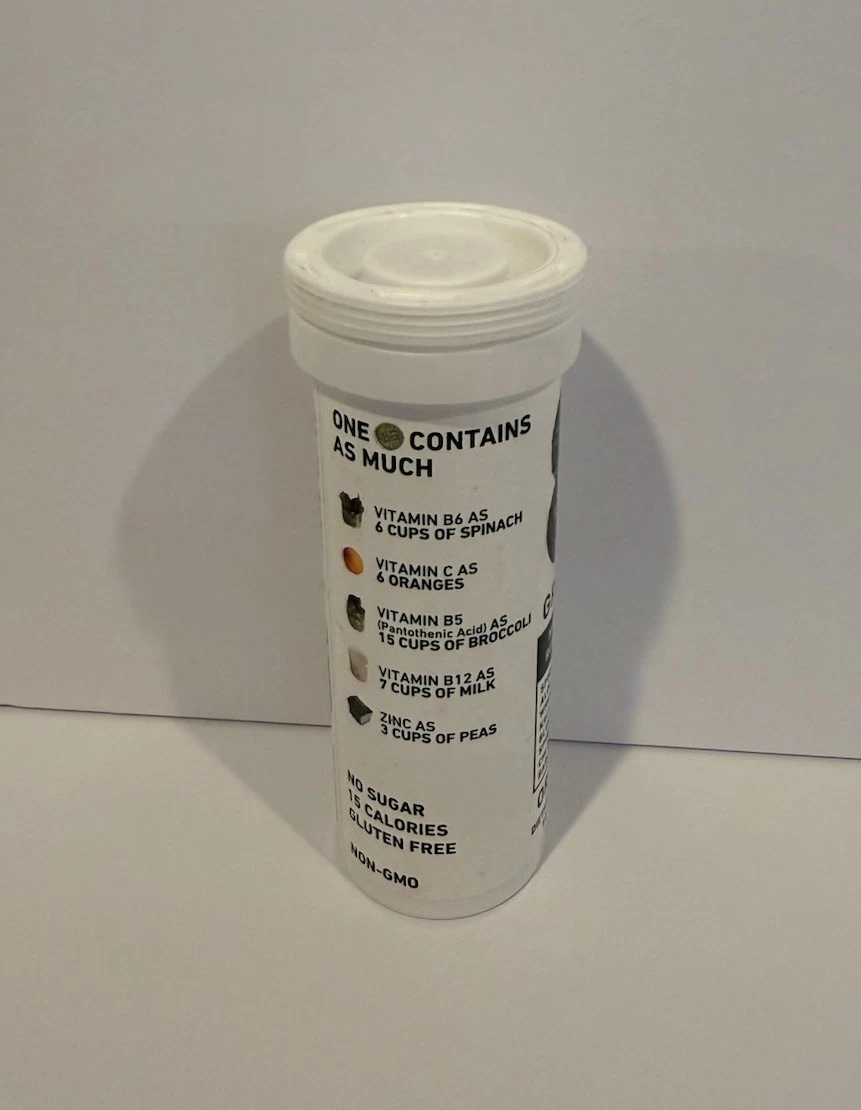 ONE CONTAINS
AS MUCH
VITAMIN B6 AS
6 CUPS OF SPINACH
VITAMIN C AS
6 ORANGES
VITAMIN B5
(Pantothenic Acid) AS
15 CUPS OF BROCCOLI
VITAMIN B12 AS
7 CUPS OF MILK
ZINC AS
3 CUPS OF PEAS
NO SUGAR
15 CALORIES
GLUTEN FREE
NON-GMO